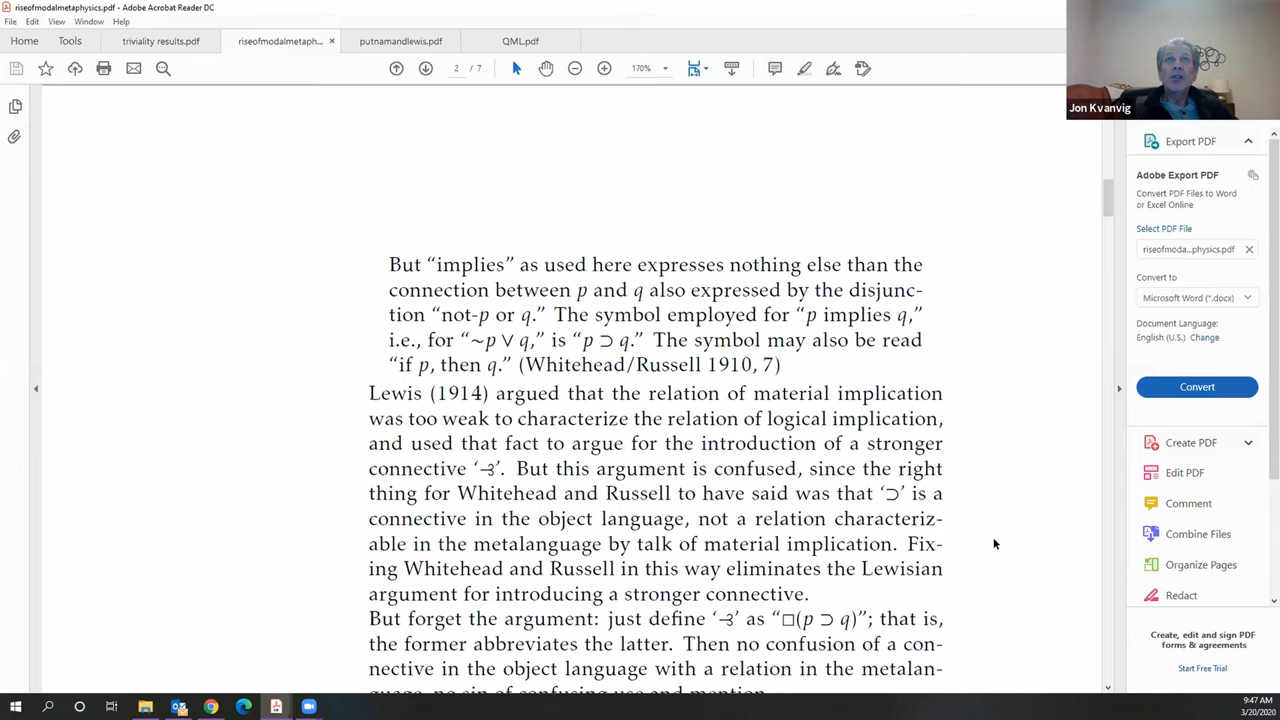 riseofmodalmetaphysics.pdf - Adobe Acrobat Reader DC
File Edit View Window Help
Home Tools triviality results.pdf riseofmodalmetaph... × putnamandlewis.pdf QML.pdf
2 / 7 170%
Jon Kvanvig
But “implies” as used here expresses nothing else than the
connection between p and q also expressed by the disjunc-
tion “not-p or q.” The symbol employed for “p implies q,”
i.e., for “∼p ∨ q,” is “p ⊃ q.” The symbol may also be read
“if p, then q.” (Whitehead/Russell 1910, 7)
Lewis (1914) argued that the relation of material implication
was too weak to characterize the relation of logical implication,
and used that fact to argue for the introduction of a stronger
connective ‘⥽’. But this argument is confused, since the right
thing for Whitehead and Russell to have said was that ‘⊃’ is a
connective in the object language, not a relation characteriz-
able in the metalanguage by talk of material implication. Fix-
ing Whitehead and Russell in this way eliminates the Lewisian
argument for introducing a stronger connective.
But forget the argument: just define ‘⥽’ as “□(p ⊃ q)”; that is,
the former abbreviates the latter. Then no confusion of a con-
nective in the object language with a relation in the metalan-
guage, no sin of confusing use and mention
Export PDF
Adobe Export PDF
Convert PDF Files to Word
or Excel Online
Select PDF File
riseofmoda...physics.pdf ×
Convert to
Microsoft Word (*.docx)
Document Language:
English (U.S.) Change
Convert
Create PDF
Edit PDF
Comment
Combine Files
Organize Pages
Redact
Create, edit and sign PDF
forms & agreements
Start Free Trial
9:47 AM
3/20/2020